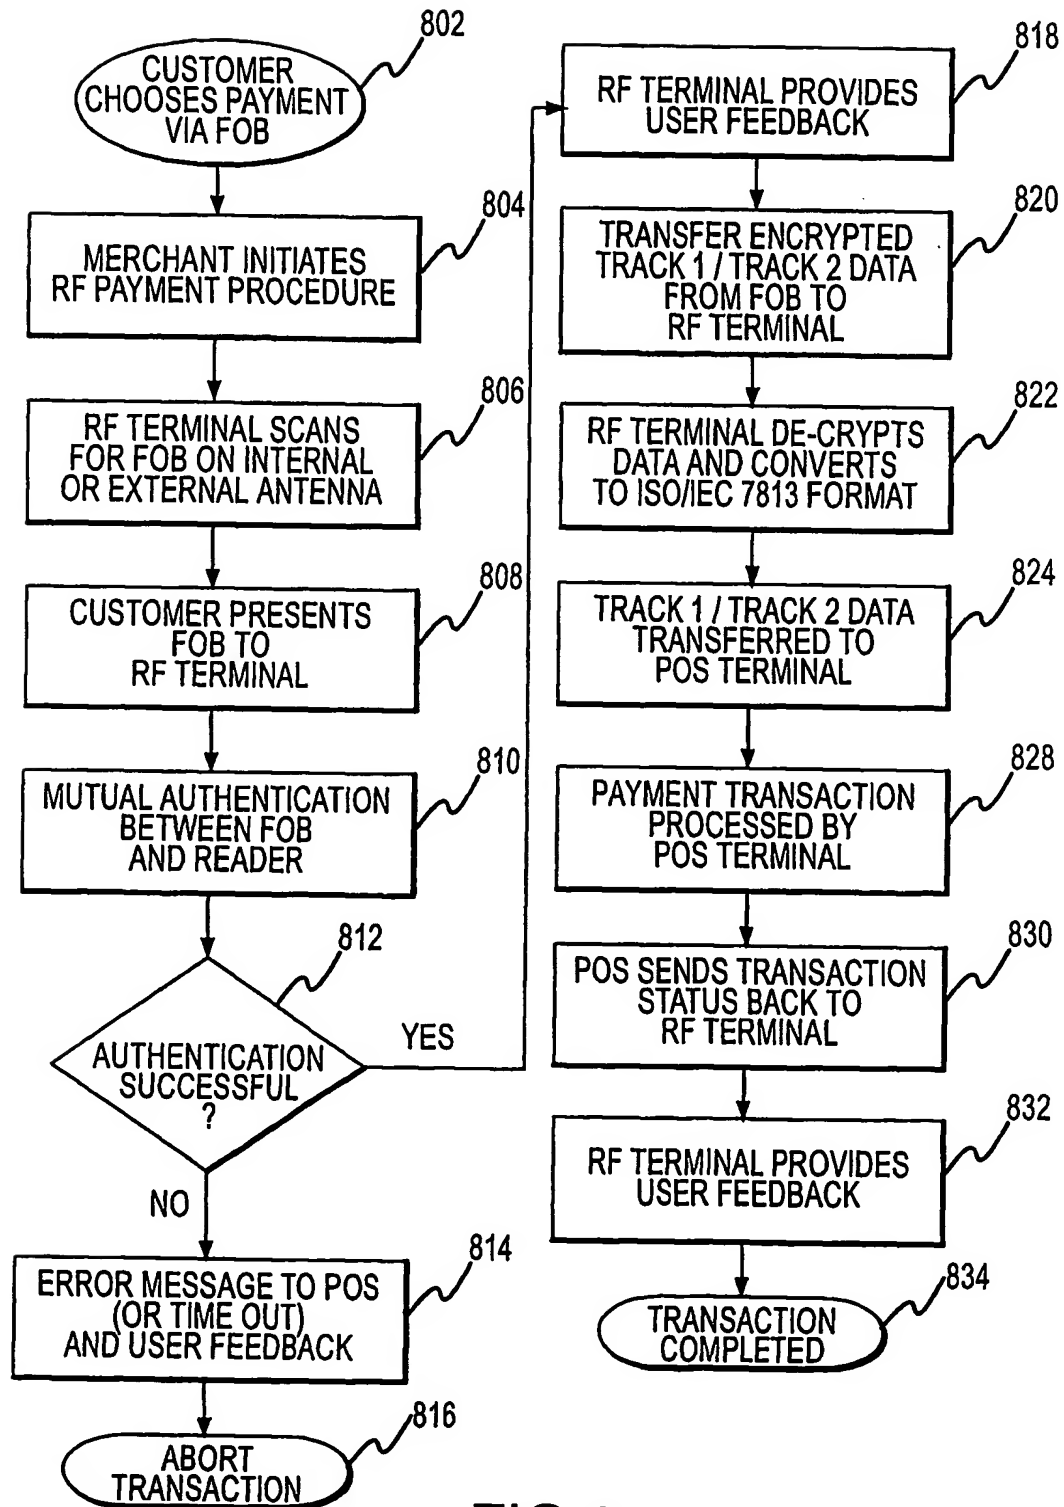 802
CUSTOMER
CHOOSES PAYMENT
VIA FOB
804
MERCHANT INITIATES
RF PAYMENT PROCEDURE
806
RF TERMINAL SCANS
FOR FOB ON INTERNAL
OR EXTERNAL ANTENNA
808
CUSTOMER PRESENTS
FOB TO
RF TERMINAL
810
MUTUAL AUTHENTICATION
BETWEEN FOB
AND READER
812
AUTHENTICATION
SUCCESSFUL
?
YES
NO
814
ERROR MESSAGE TO POS
(OR TIME OUT)
AND USER FEEDBACK
816
ABORT
TRANSACTION
818
RF TERMINAL PROVIDES
USER FEEDBACK
820
TRANSFER ENCRYPTED
TRACK 1 / TRACK 2 DATA
FROM FOB TO
RF TERMINAL
822
RF TERMINAL DE-CRYPTS
DATA AND CONVERTS
TO ISO/IEC 7813 FORMAT
824
TRACK 1 / TRACK 2 DATA
TRANSFERRED TO
POS TERMINAL
828
PAYMENT TRANSACTION
PROCESSED BY
POS TERMINAL
830
POS SENDS TRANSACTION
STATUS BACK TO
RF TERMINAL
832
RF TERMINAL PROVIDES
USER FEEDBACK
834
TRANSACTION
COMPLETED